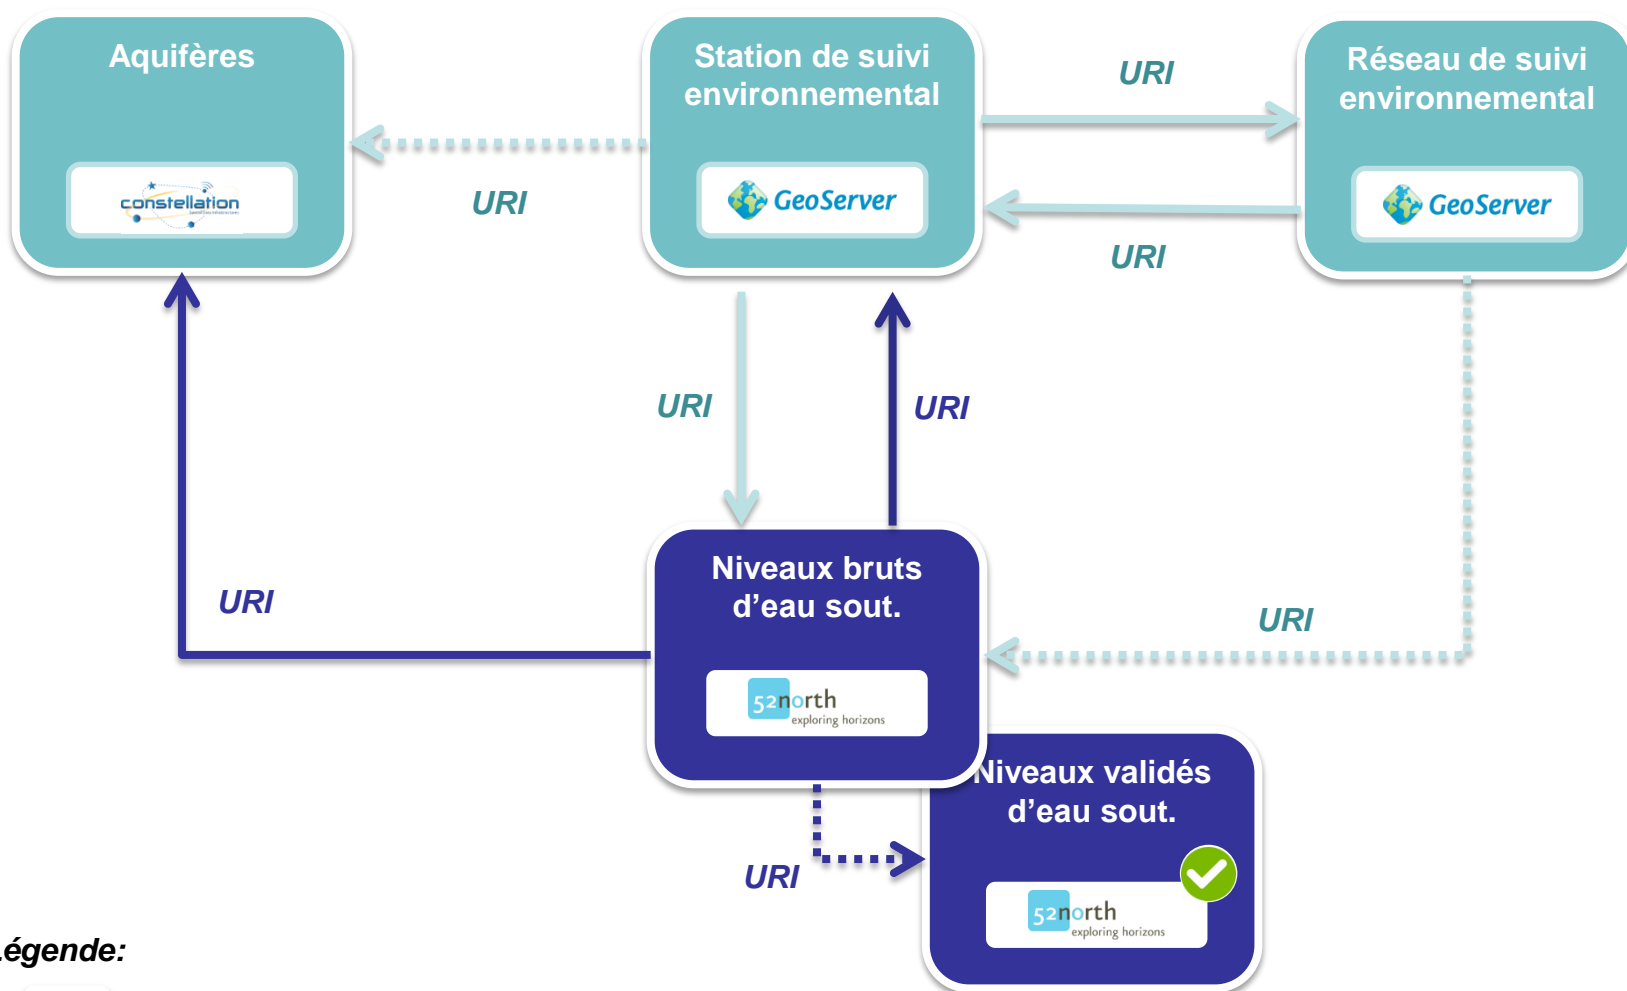 Aquifères
constellation
Station de suivi
environnemental
GeoServer
Réseau de suivi
environnemental
GeoServer
URI
URI
URI
URI
URI
URI
URI
Niveaux bruts
d’eau sout.
52north
exploring horizons
URI
Niveaux validés
d’eau sout.
52north
exploring horizons
Légende: